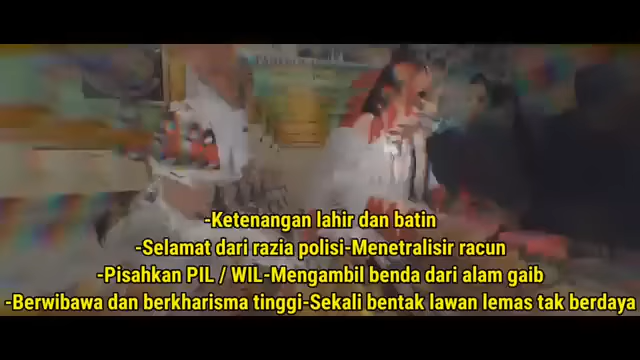 -Ketenangan lahir dan batin
-Selamat dari razia polisi-Menetralisir racun
-Pisahkan PIL / WIL-Mengambil benda dari alam gaib
-Berwibawa dan berkharisma tinggi-Sekali bentak lawan lemas tak berdaya